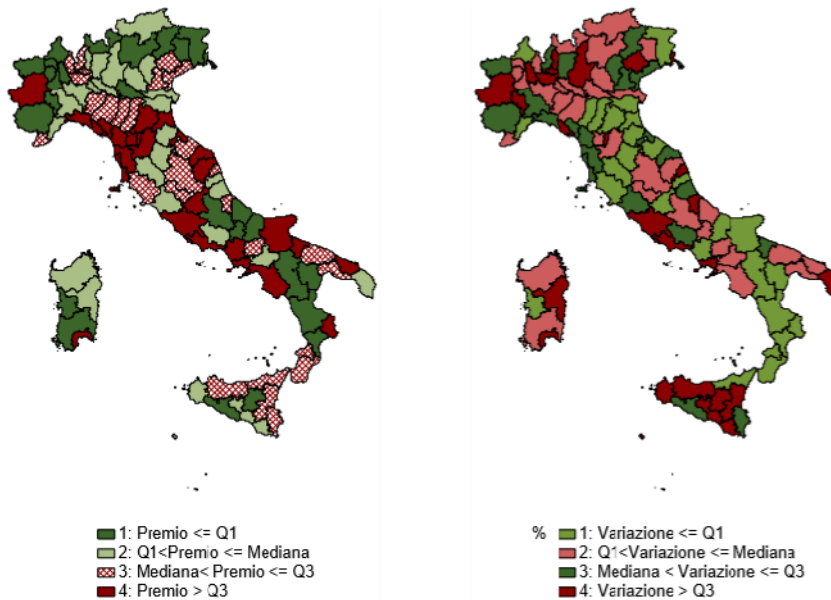 1: Premio <= Q1
2: Q1<Premio <= Mediana
3: Mediana< Premio <= Q3
4: Premio > Q3
% 1: Variazione <= Q1
2: Q1<Variazione <= Mediana
3: Mediana < Variazione <= Q3
4: Variazione > Q3